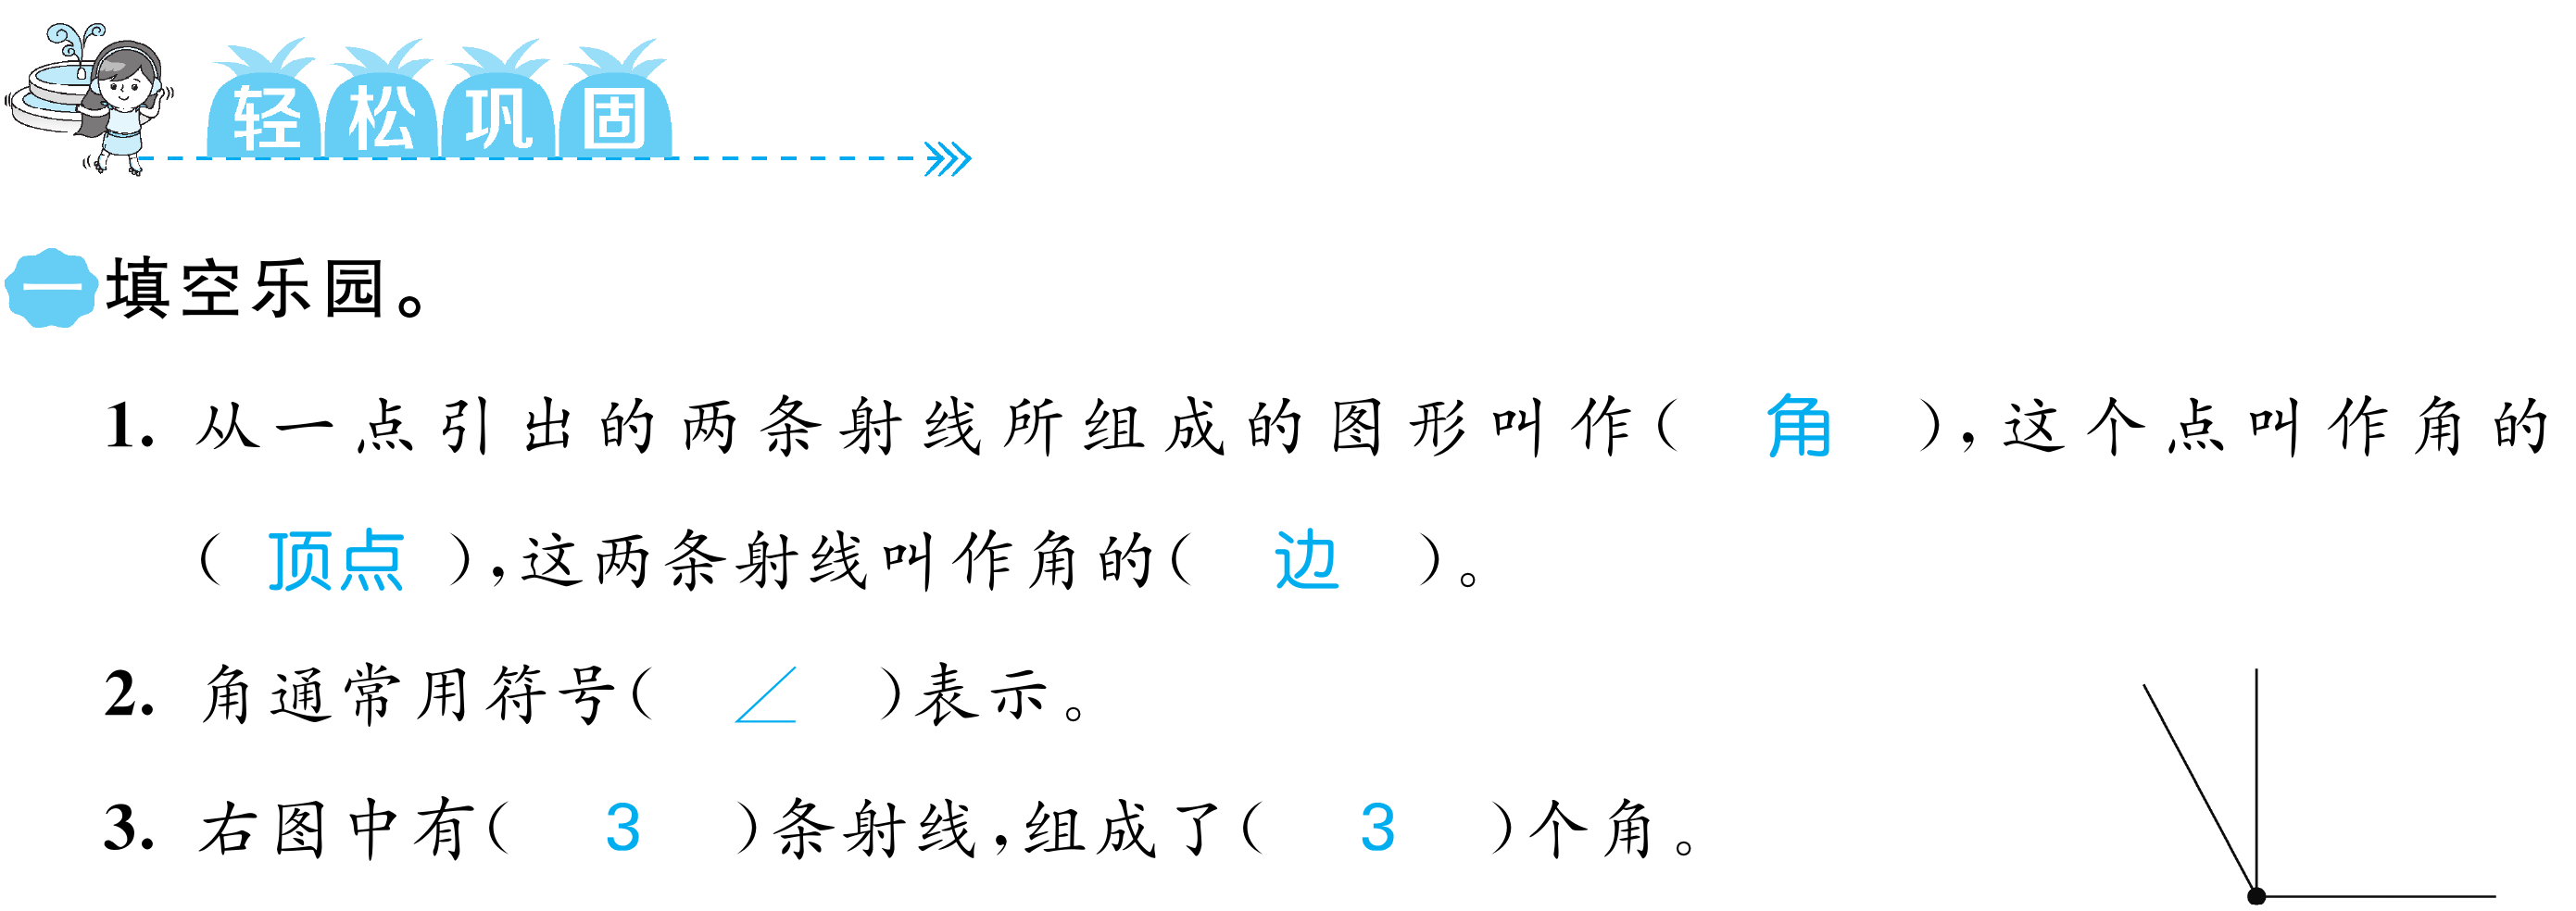 轻松巩固
一填空乐园。
1. 从一点引出的两条射线所组成的图形叫作( 角 ),这个点叫作角的
( 顶点 ),这两条射线叫作角的( 边 )。
2. 角通常用符号( ∠ )表示。
3. 右图中有( 3 )条射线,组成了( 3 )个角。